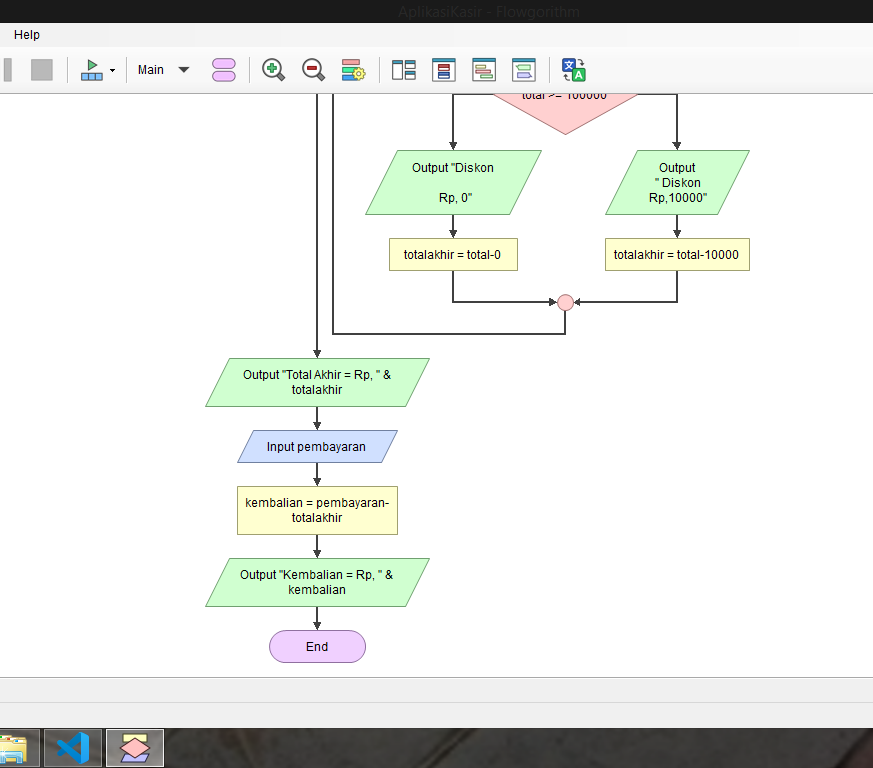 AplikasiKasir - Flowgorithm
Help
Main
total >= 100000
Output "Diskon
Rp, 0"
Output
" Diskon
Rp,10000"
totalakhir = total-0
totalakhir = total-10000
Output "Total Akhir = Rp, " &
totalakhir
Input pembayaran
kembalian = pembayaran-
totalakhir
Output "Kembalian = Rp, " &
kembalian
End